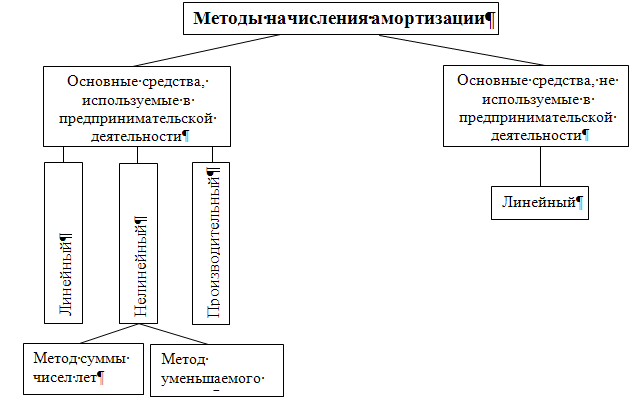 Методы начисления амортизации¶
Основные средства,
используемые в
предпринимательской
деятельности¶
Основные средства, не
используемые в
предпринимательской
деятельности¶
Линейный¶
Нелинейный¶
Производительный¶
Линейный¶
Метод суммы
чисел лет¶
Метод
уменьшаемого